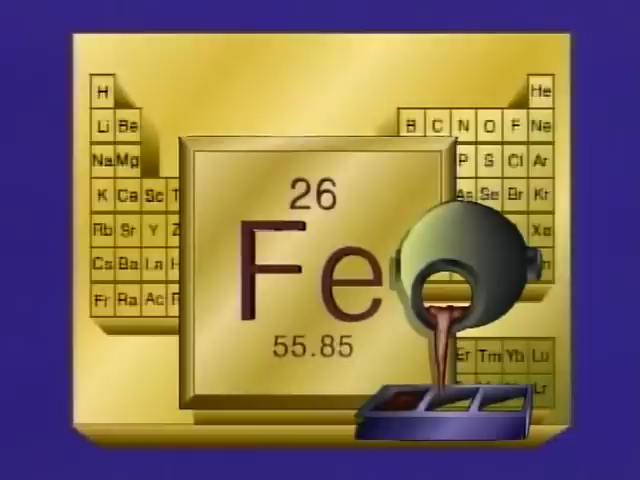 H He
Li Be B C N O F Ne
Na Mg P S Cl Ar
K Ca Sc As Se Br Kr
Rb Sr Y Xe
Cs Ba La
Fr Ra Ac
26
Fe
55.85
Er Tm Yb Lu
Lr